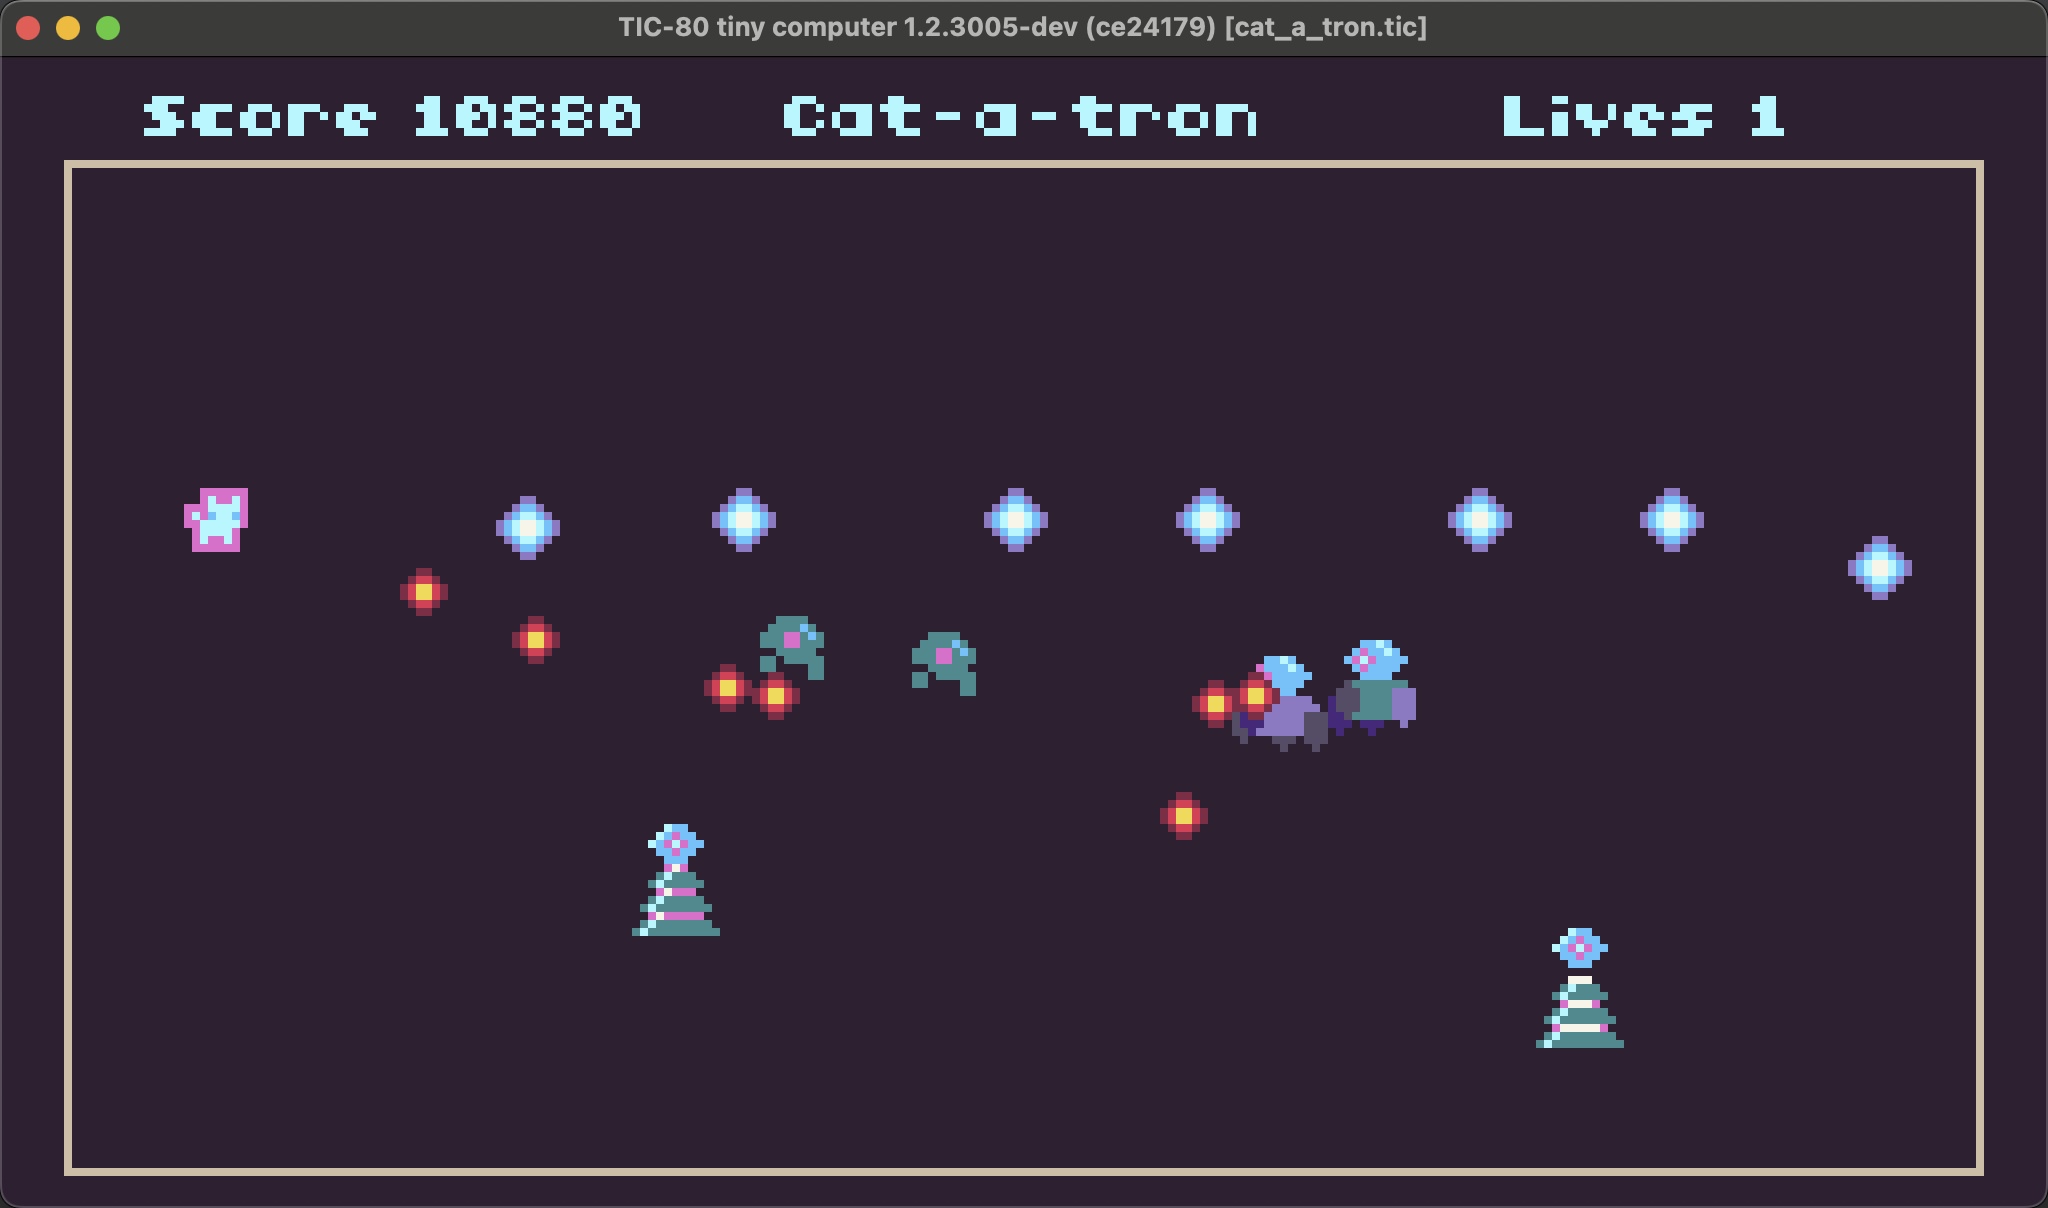 TIC-80 tiny computer 1.2.3005-dev (ce24179) [cat_a_tron.tic]
Score 10880 Cat-a-tron Lives 1